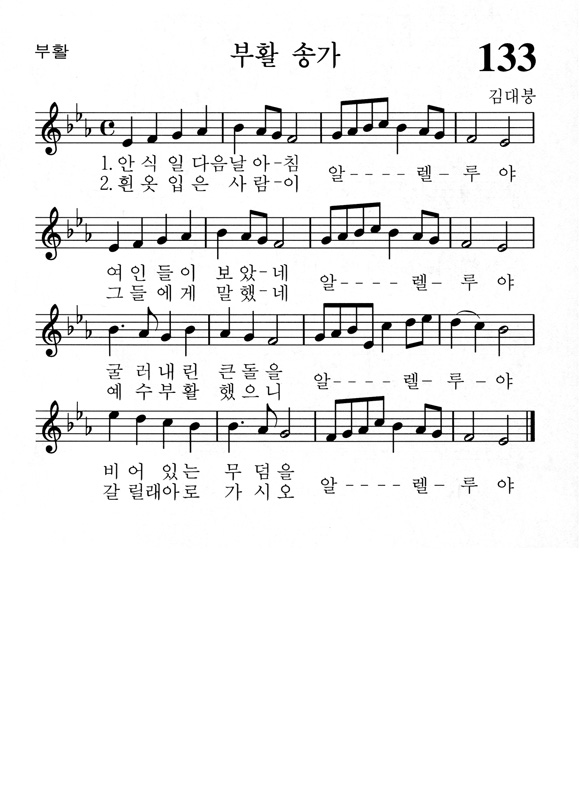 부활
부활 송가
133
김대붕
1. 안 식 일 다음날 아-침 알----렐-루 야
2. 흰 옷 입 은 사 람-이
여 인 들 이 보 았-네 알----렐-루 야
그 들 에 게 말 했-네
굴 러 내 린 큰 돌 을 알----렐-루-야
예 수 부 활 했 으 니
비 어 있 는 무 덤 을 알----렐-루 야
갈 릴래아로 가 시 오